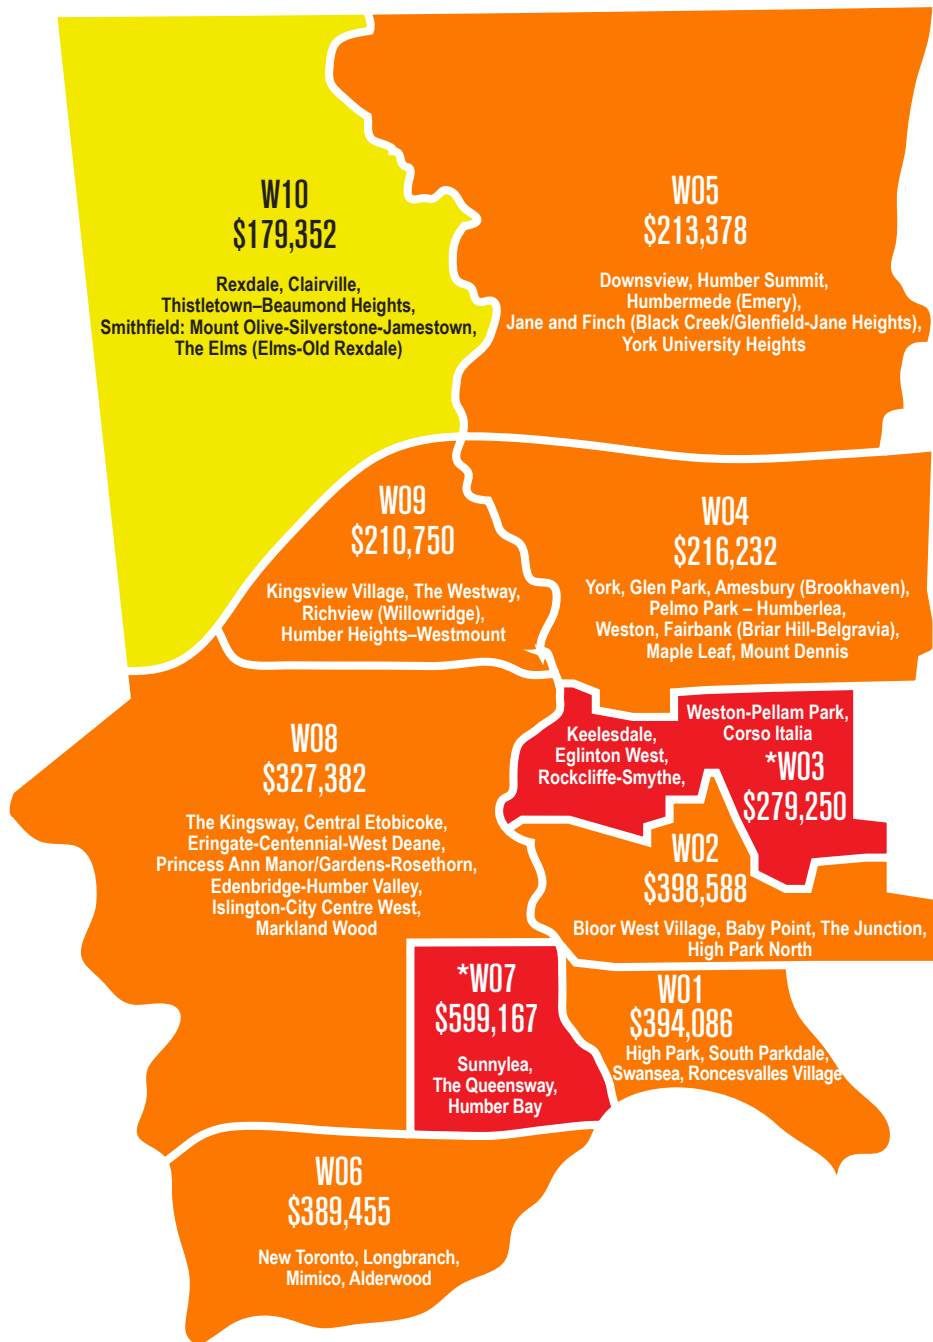 W10
$179,352
Rexdale, Clairville,
Thistletown–Beaumond Heights,
Smithfield: Mount Olive-Silverstone-Jamestown,
The Elms (Elms-Old Rexdale)
W05
$213,378
Downsview, Humber Summit,
Humbermede (Emery),
Jane and Finch (Black Creek/Glenfield-Jane Heights),
York University Heights
W09
$210,750
Kingsview Village, The Westway,
Richview (Willowridge),
Humber Heights–Westmount
W04
$216,232
York, Glen Park, Amesbury (Brookhaven),
Pelmo Park – Humberlea,
Weston, Fairbank (Briar Hill-Belgravia),
Maple Leaf, Mount Dennis
Keelesdale,
Eglinton West,
Rockcliffe-Smythe,
Weston-Pellam Park,
Corso Italia
*W03
$279,250
W08
$327,382
The Kingsway, Central Etobicoke,
Eringate-Centennial-West Deane,
Princess Ann Manor/Gardens-Rosethorn,
Edenbridge-Humber Valley,
Islington-City Centre West,
Markland Wood
W02
$398,588
Bloor West Village, Baby Point, The Junction,
High Park North
*W07
$599,167
Sunnylea,
The Queensway,
Humber Bay
W01
$394,086
High Park, South Parkdale,
Swansea, Roncesvalles Village
W06
$389,455
New Toronto, Longbranch,
Mimico, Alderwood